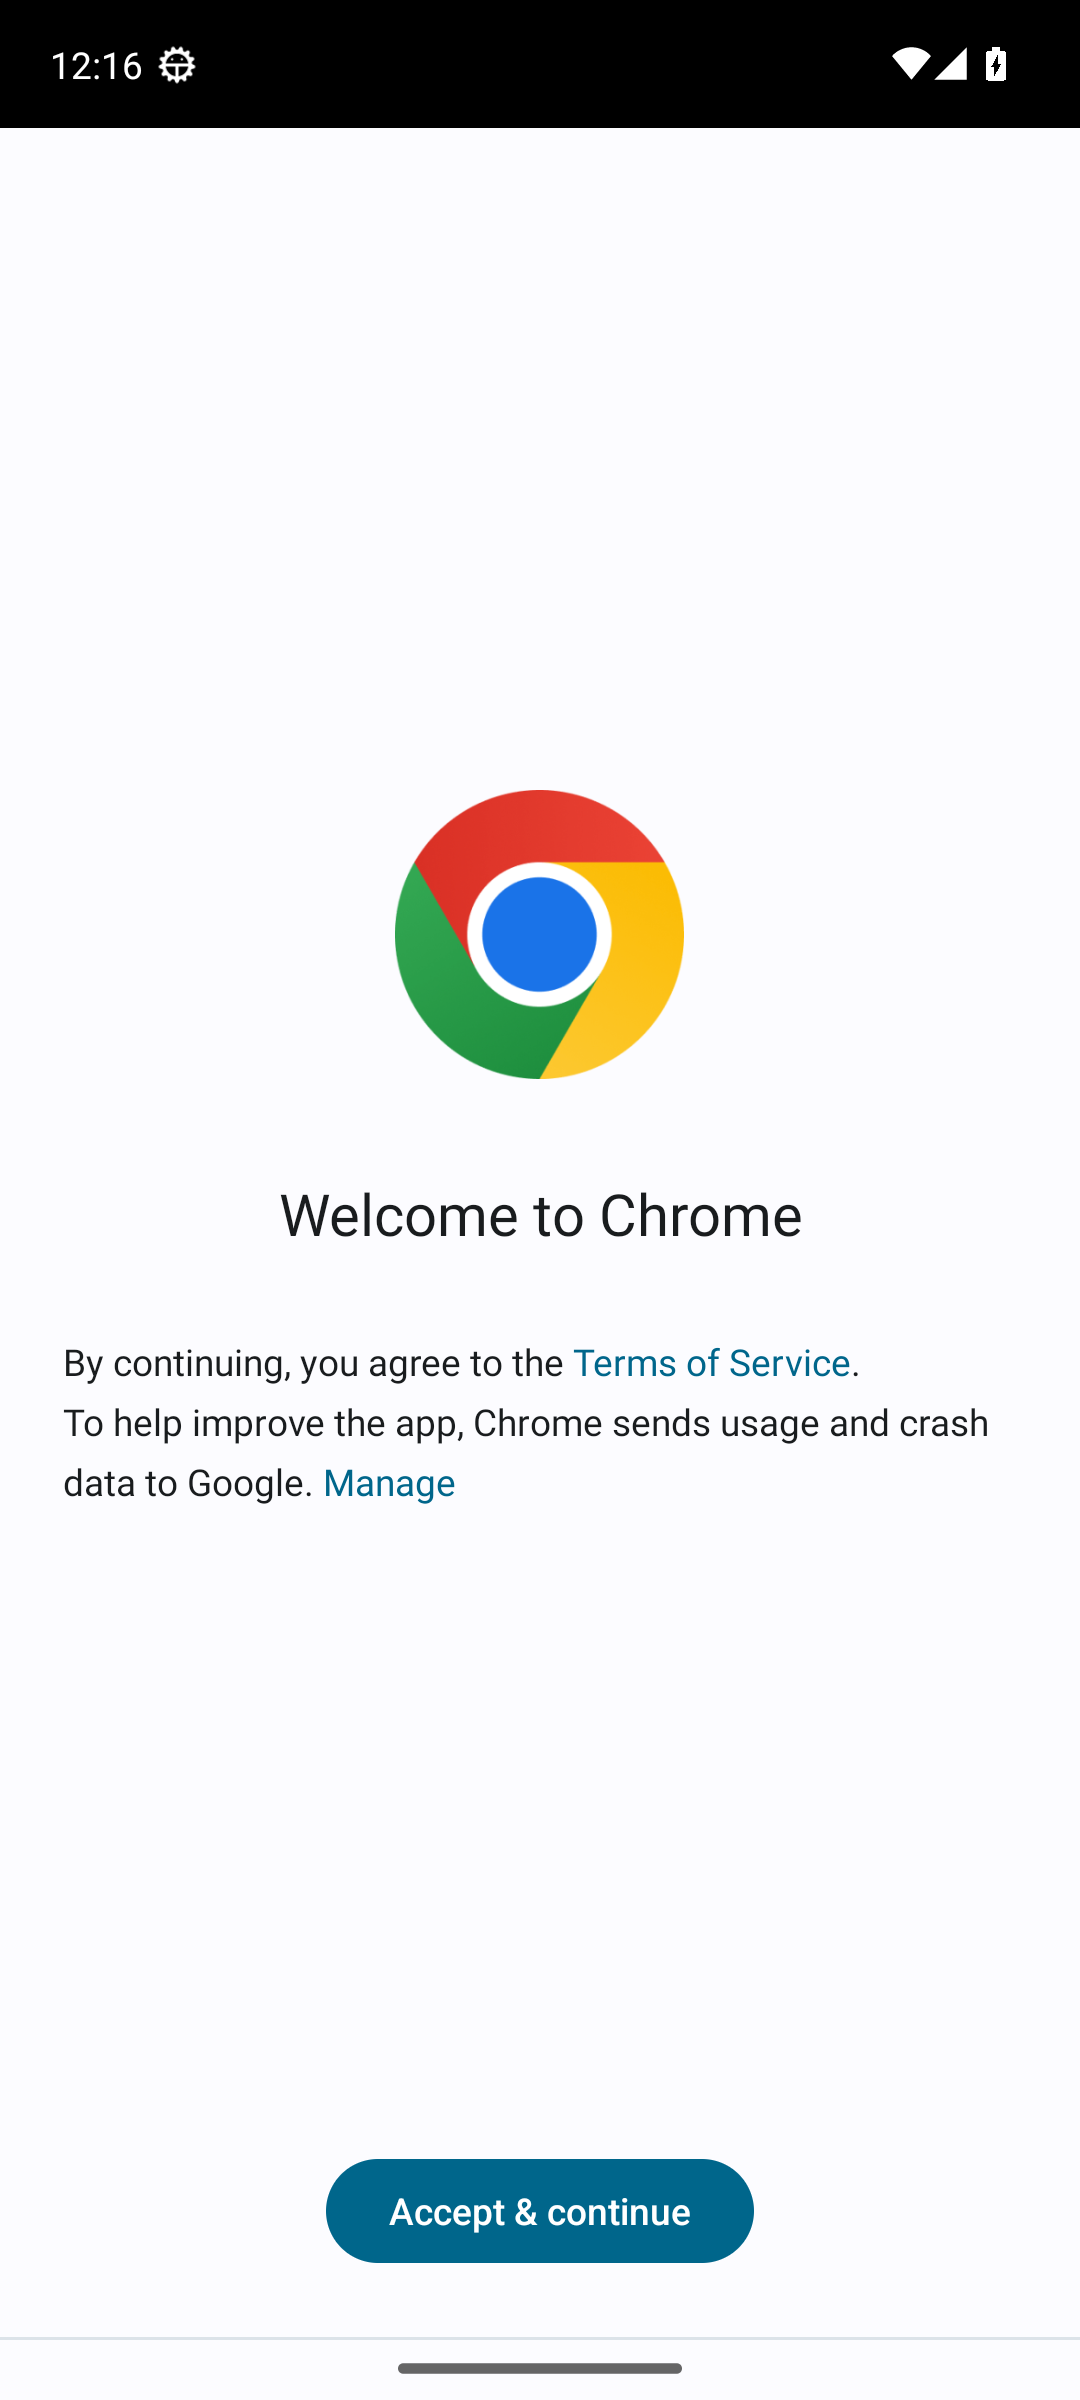 12:16
Welcome to Chrome
By continuing, you agree to the Terms of Service.
To help improve the app, Chrome sends usage and crash
data to Google. Manage
Accept & continue